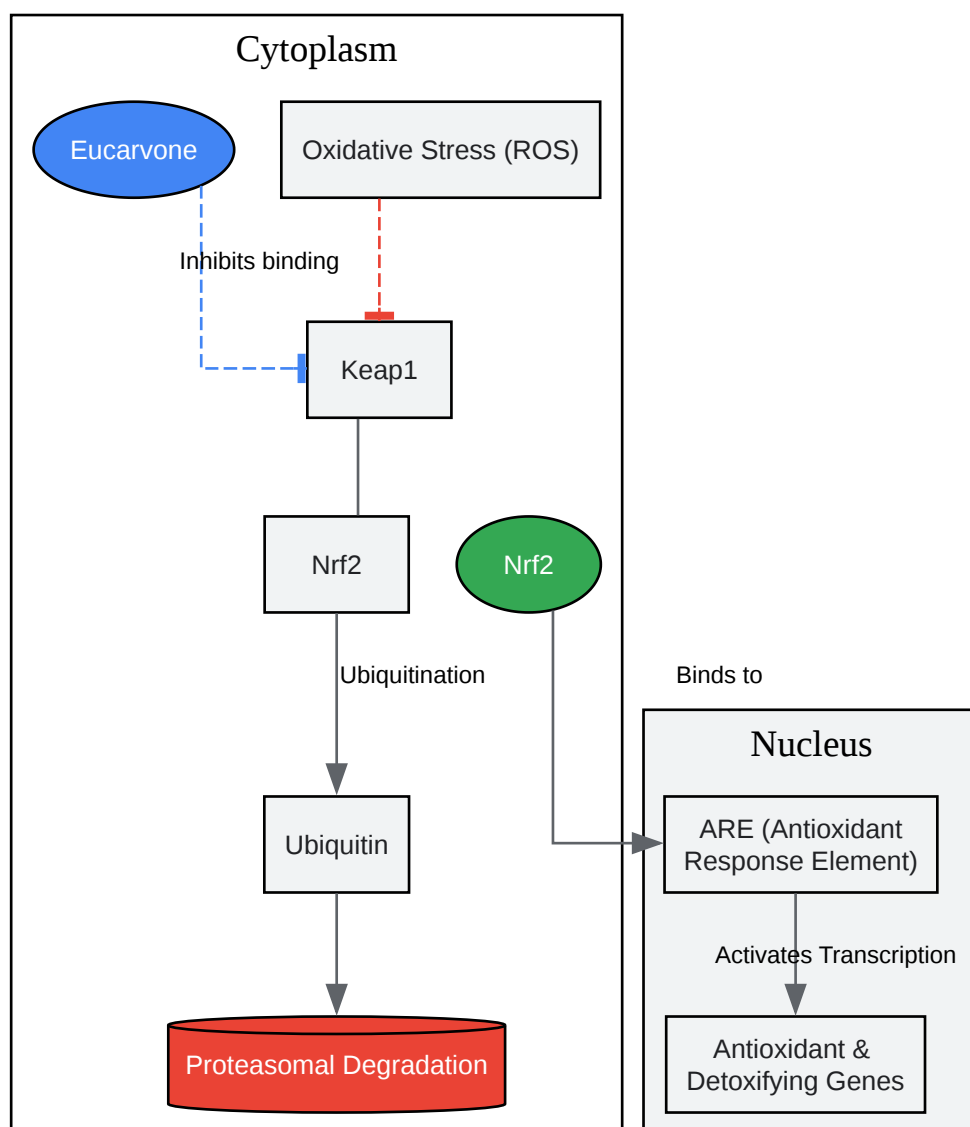 Cytoplasm
Eucarvone
Oxidative Stress (ROS)
Inhibits binding
Keap1
Nrf2
Nrf2
Ubiquitination
Binds to
Nucleus
Ubiquitin
ARE (Antioxidant
Response Element)
Activates Transcription
Proteasomal Degradation
Antioxidant &
Detoxifying Genes